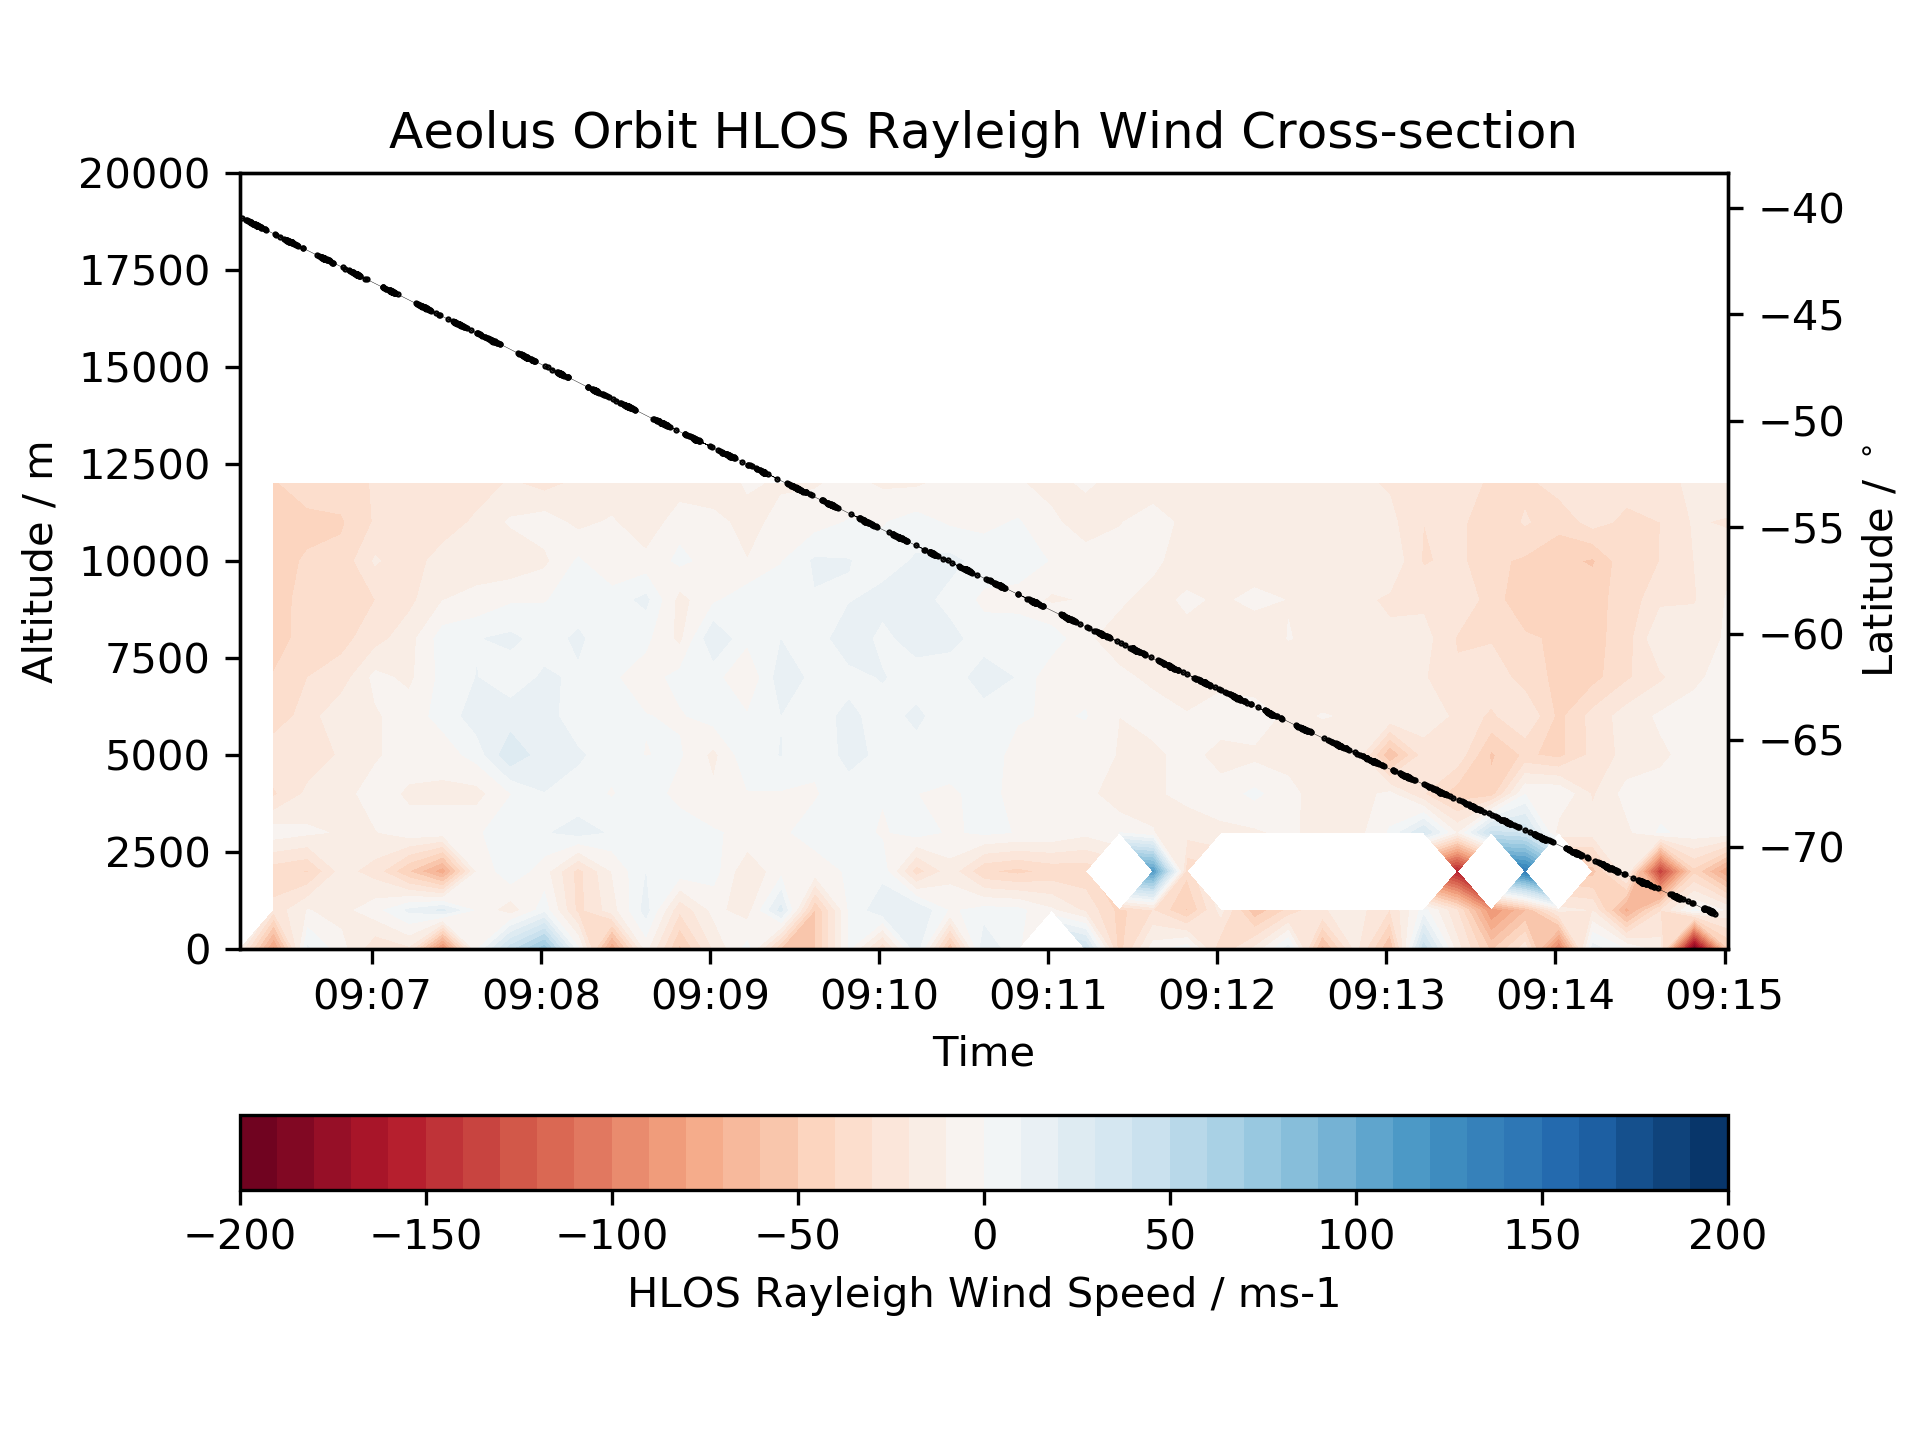 Aeolus Orbit HLOS Rayleigh Wind Cross-section
20000
17500
15000
12500
10000
7500
5000
2500
0
Altitude / m
−40
−45
−50
−55
−60
−65
−70
Latitude / °
09:07 09:08 09:09 09:10 09:11 09:12 09:13 09:14 09:15
Time
−200 −150 −100 −50 0 50 100 150 200
HLOS Rayleigh Wind Speed / ms-1